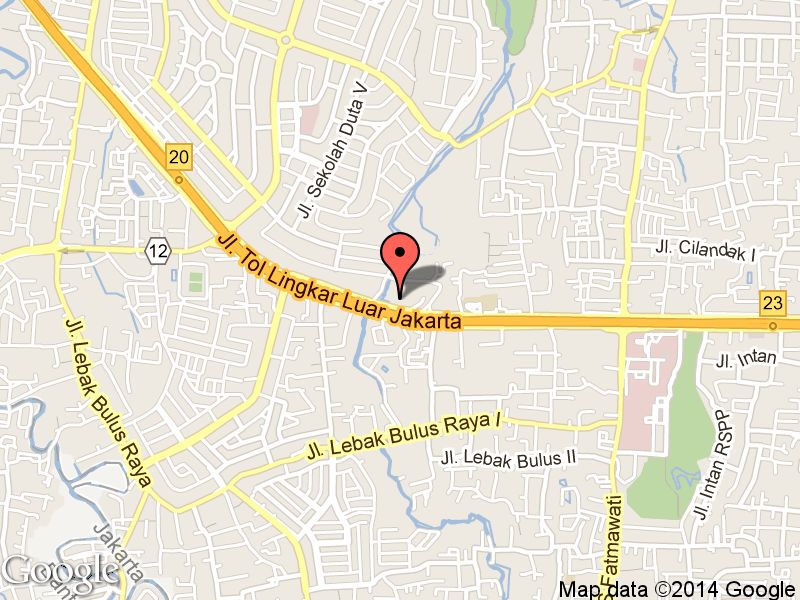 Jl. Sekolah Duta V
20
12
Jl. Cilandak I
Jl. Tol Lingkar Luar Jakarta
23
Jl. Intan
Jl. Lebak Bulus Raya
Jl. Lebak Bulus Raya I
Jl. Lebak Bulus II
Jl. Intan RSPP
Fatmawati
Jakarta
Google
Map data ©2014 Google